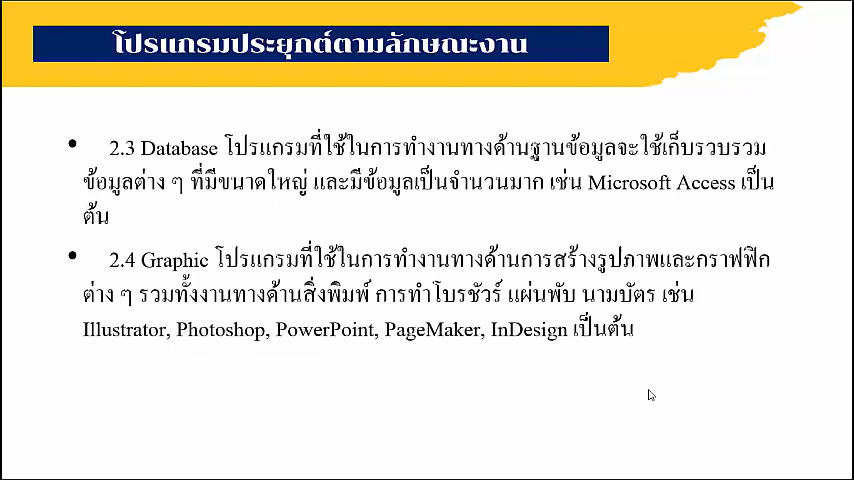 โปรแกรมประยุกต์ตามลักษณะงาน
• 2.3 Database โปรแกรมที่ใช้ในการทำงานทางด้านฐานข้อมูลจะใช้เก็บรวบรวม
ข้อมูลต่าง ๆ ที่มีขนาดใหญ่ และมีข้อมูลเป็นจำนวนมาก เช่น Microsoft Access เป็น
ต้น
• 2.4 Graphic โปรแกรมที่ใช้ในการทำงานทางด้านการสร้างรูปภาพและกราฟฟิก
ต่าง ๆ รวมทั้งงานทางด้านสิ่งพิมพ์ การทำโบรชัวร์ แผ่นพับ นามบัตร เช่น
Illustrator, Photoshop, PowerPoint, PageMaker, InDesign เป็นต้น